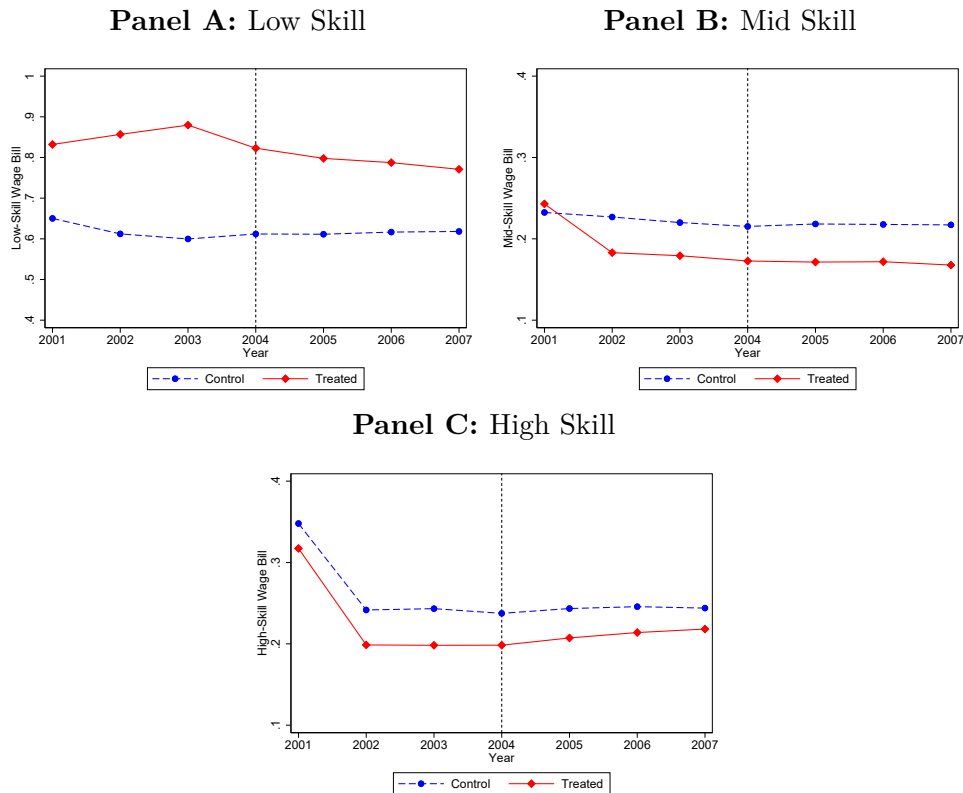 Panel A: Low Skill
Low-Skill Wage Bill
1
.9
.8
.7
.6
.5
.4
2001 2002 2003 2004 2005 2006 2007
Year
Control Treated
Panel B: Mid Skill
Mid-Skill Wage Bill
.4
.3
.2
.1
2001 2002 2003 2004 2005 2006 2007
Year
Control Treated
Panel C: High Skill
High-Skill Wage Bill
.4
.3
.2
.1
2001 2002 2003 2004 2005 2006 2007
Year
Control Treated